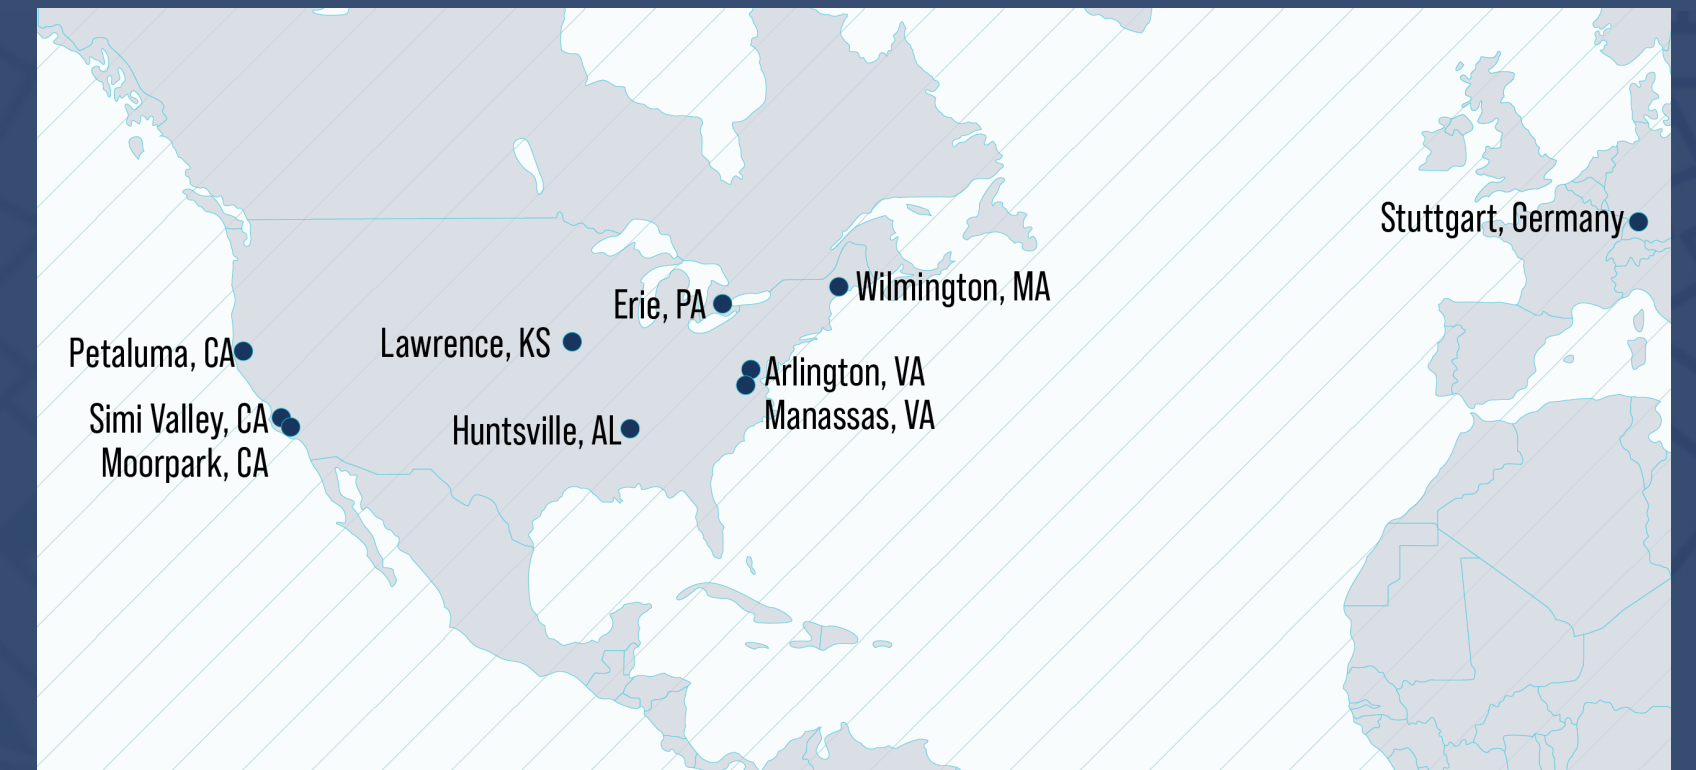 Stuttgart, Germany
Wilmington, MA
Erie, PA
Lawrence, KS
Petaluma, CA
Arlington, VA
Manassas, VA
Simi Valley, CA
Moorpark, CA
Huntsville, AL